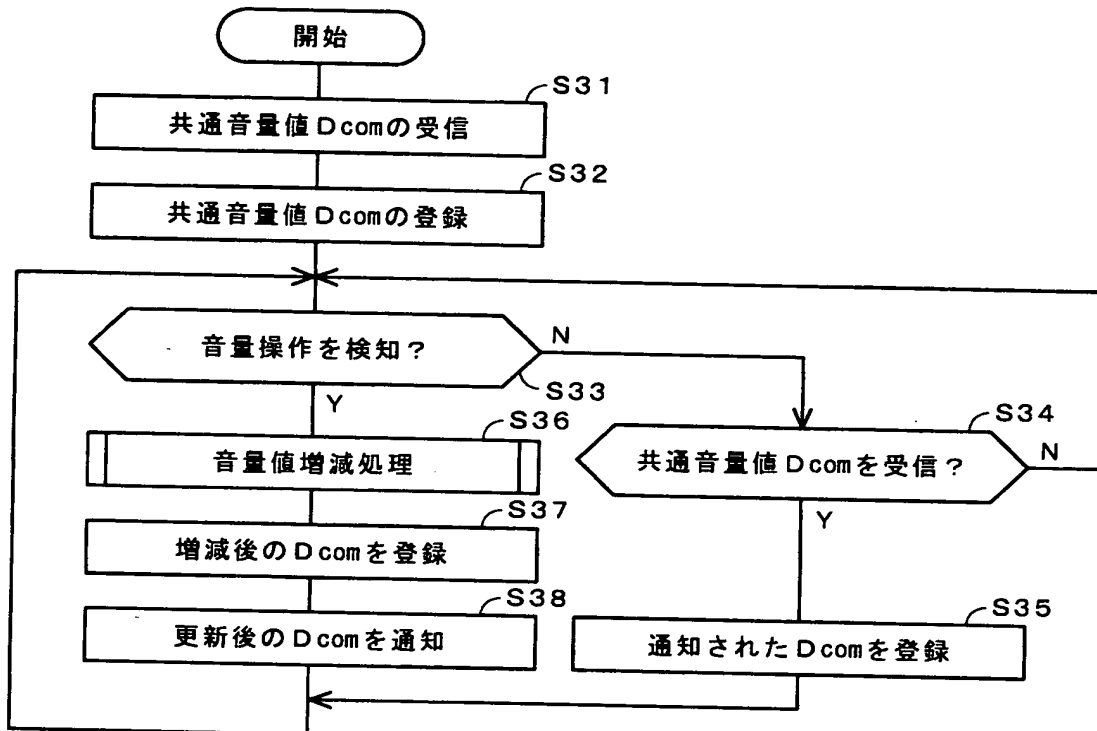 開始
S31
共通音量値Dcomの受信
S32
共通音量値Dcomの登録
音量操作を検知?
N
S33
Y
S34
共通音量値Dcomを受信?
N
Y
S36
音量値増減処理
S37
増減後のDcomを登録
S38
更新後のDcomを通知
S35
通知されたDcomを登録